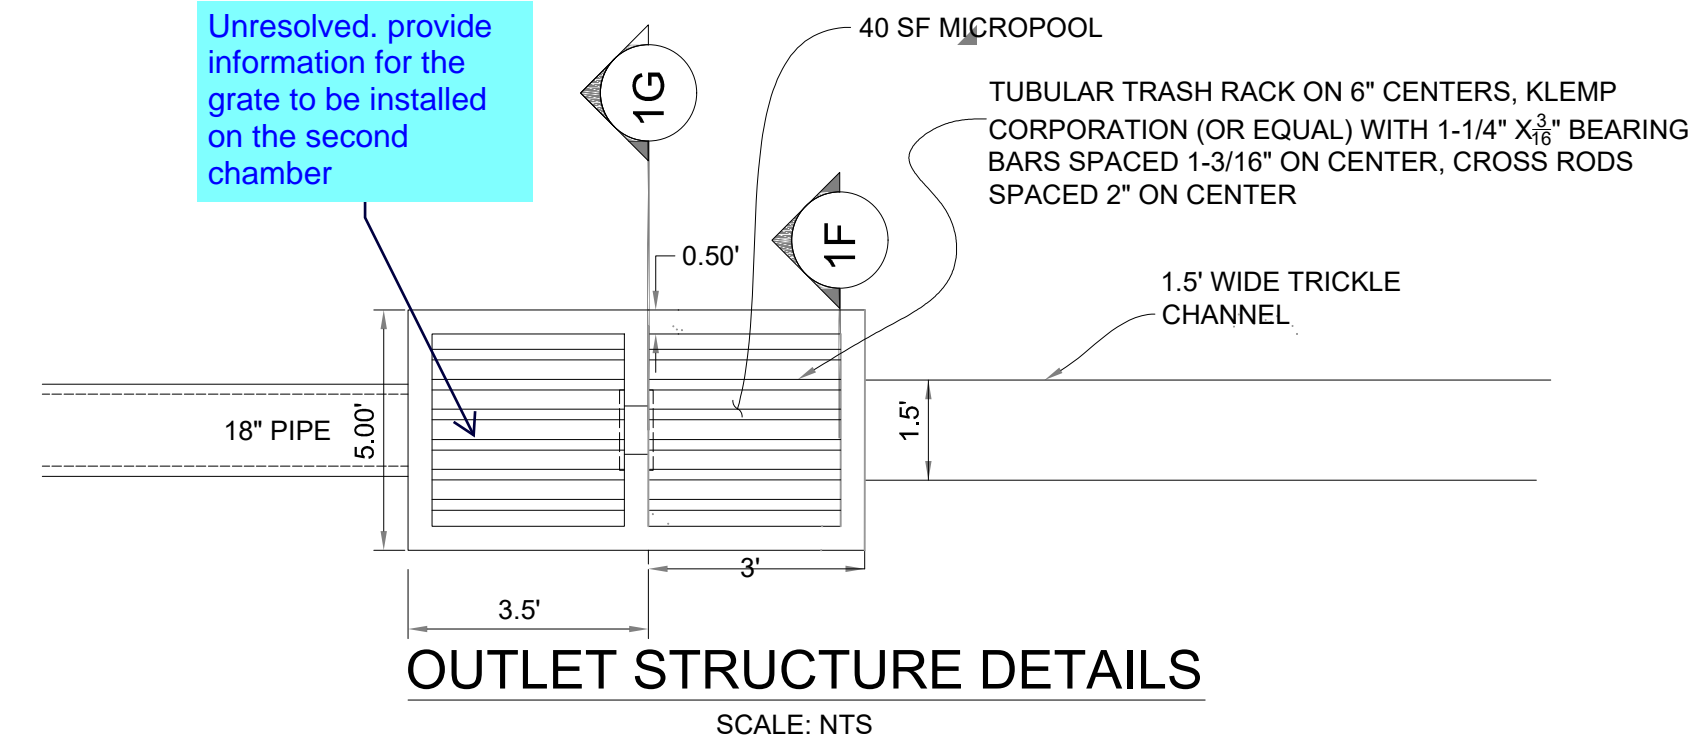 Unresolved. provide
information for the
grate to be installed
on the second
chamber
1G
40 SF MICROPOOL
TUBULAR TRASH RACK ON 6" CENTERS, KLEMP
CORPORATION (OR EQUAL) WITH 1-1/4" X3/16" BEARING
BARS SPACED 1-3/16" ON CENTER, CROSS RODS
SPACED 2" ON CENTER
1F
0.50'
1.5' WIDE TRICKLE
CHANNEL
18" PIPE
5.00'
1.5'
3'
3.5'
OUTLET STRUCTURE DETAILS
SCALE: NTS